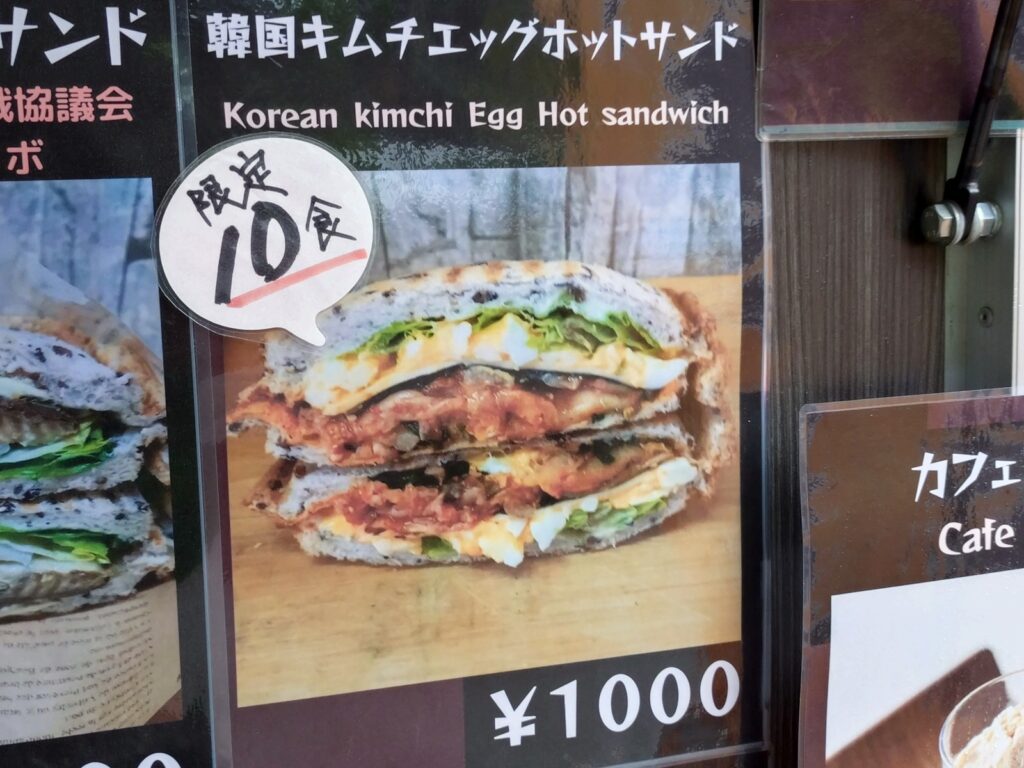 サンド
協議会
ボ
韓国キムチエッグホットサンド
Korean kimchi Egg Hot sandwich
限定
10食
¥1000
カフェ
Cafe